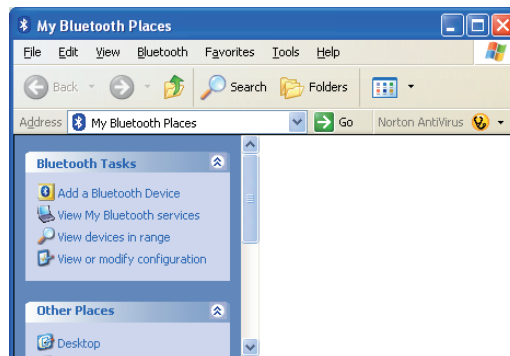 My Bluetooth Places
File Edit View Bluetooth Favorites Tools Help
Back Search Folders
Address My Bluetooth Places Go Norton AntiVirus
Bluetooth Tasks
Add a Bluetooth Device
View My Bluetooth services
View devices in range
View or modify configuration
Other Places
Desktop